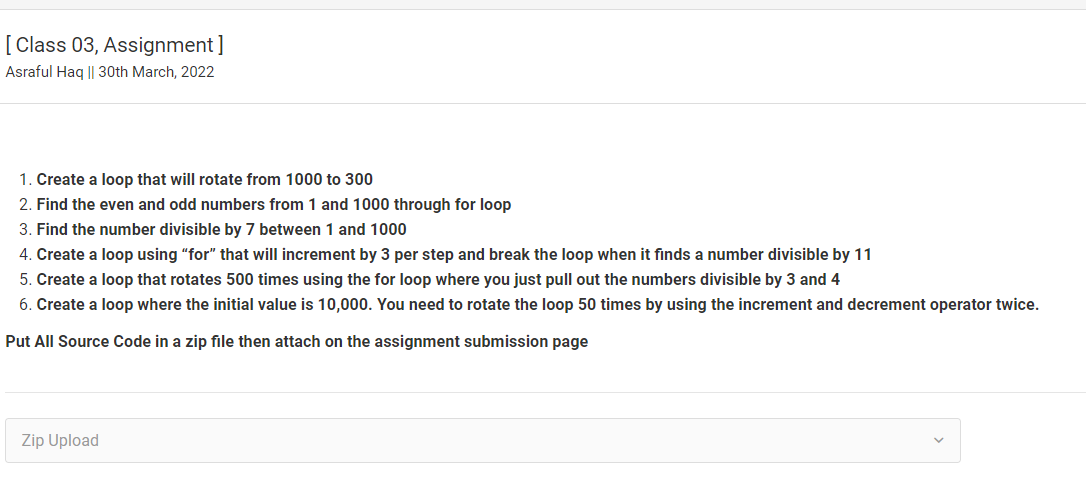 [ Class 03, Assignment ]
Asraful Haq || 30th March, 2022
1. Create a loop that will rotate from 1000 to 300
2. Find the even and odd numbers from 1 and 1000 through for loop
3. Find the number divisible by 7 between 1 and 1000
4. Create a loop using “for” that will increment by 3 per step and break the loop when it finds a number divisible by 11
5. Create a loop that rotates 500 times using the for loop where you just pull out the numbers divisible by 3 and 4
6. Create a loop where the initial value is 10,000. You need to rotate the loop 50 times by using the increment and decrement operator twice.
Put All Source Code in a zip file then attach on the assignment submission page
Zip Upload